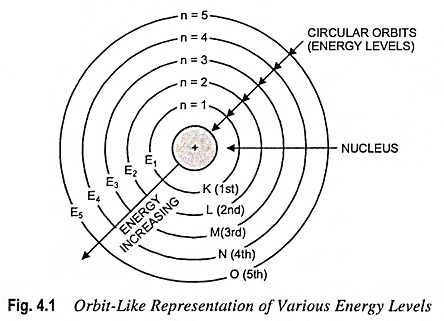 n = 5
n = 4
n = 3
n = 2
n = 1
CIRCULAR ORBITS
(ENERGY LEVELS)
+
NUCLEUS
E1
E2
E3
E4
E5
ENERGY
INCREASING
K (1st)
L (2nd)
M(3rd)
N (4th)
O (5th)
Fig. 4.1 Orbit-Like Representation of Various Energy Levels